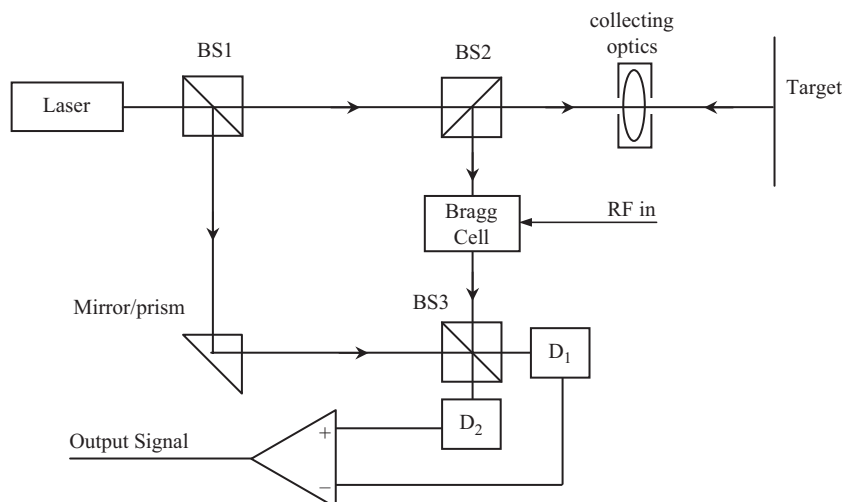 collecting
optics
BS1
BS2
Laser
Target
Bragg
Cell
RF in
Mirror/prism
BS3
D₁
D₂
Output Signal
+
−